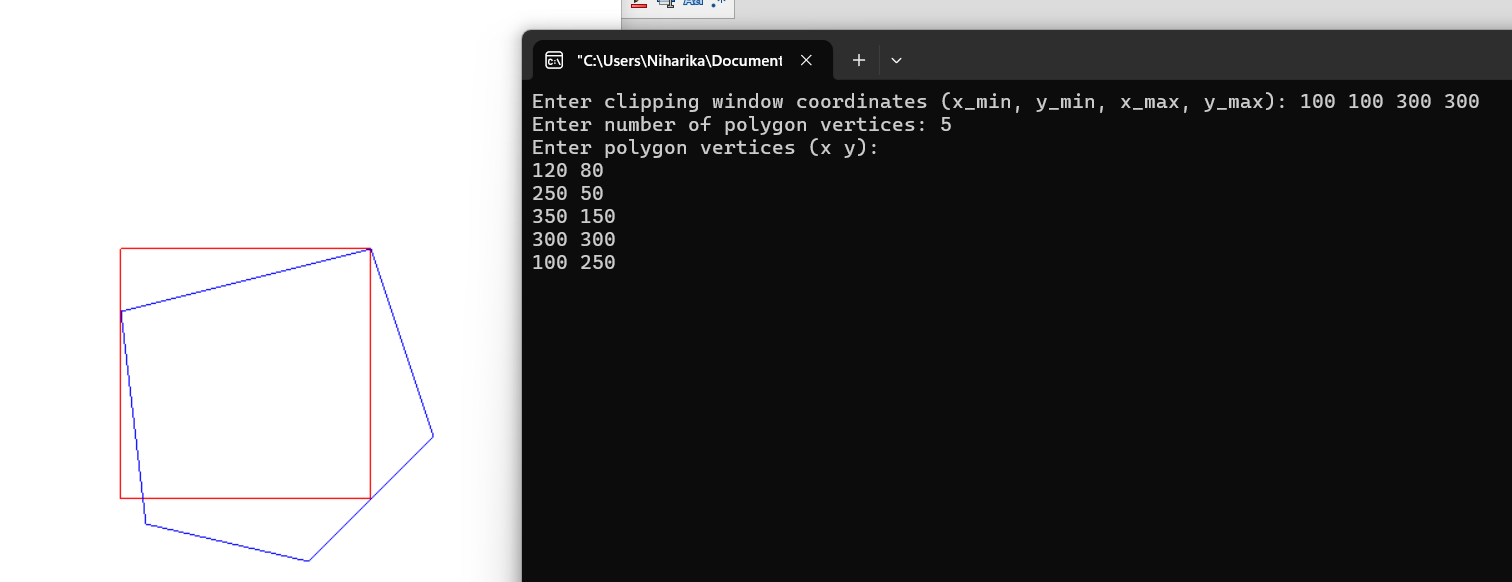 "C:\Users\Niharika\Document
Enter clipping window coordinates (x_min, y_min, x_max, y_max): 100 100 300 300
Enter number of polygon vertices: 5
Enter polygon vertices (x y):
120 80
250 50
350 150
300 300
100 250